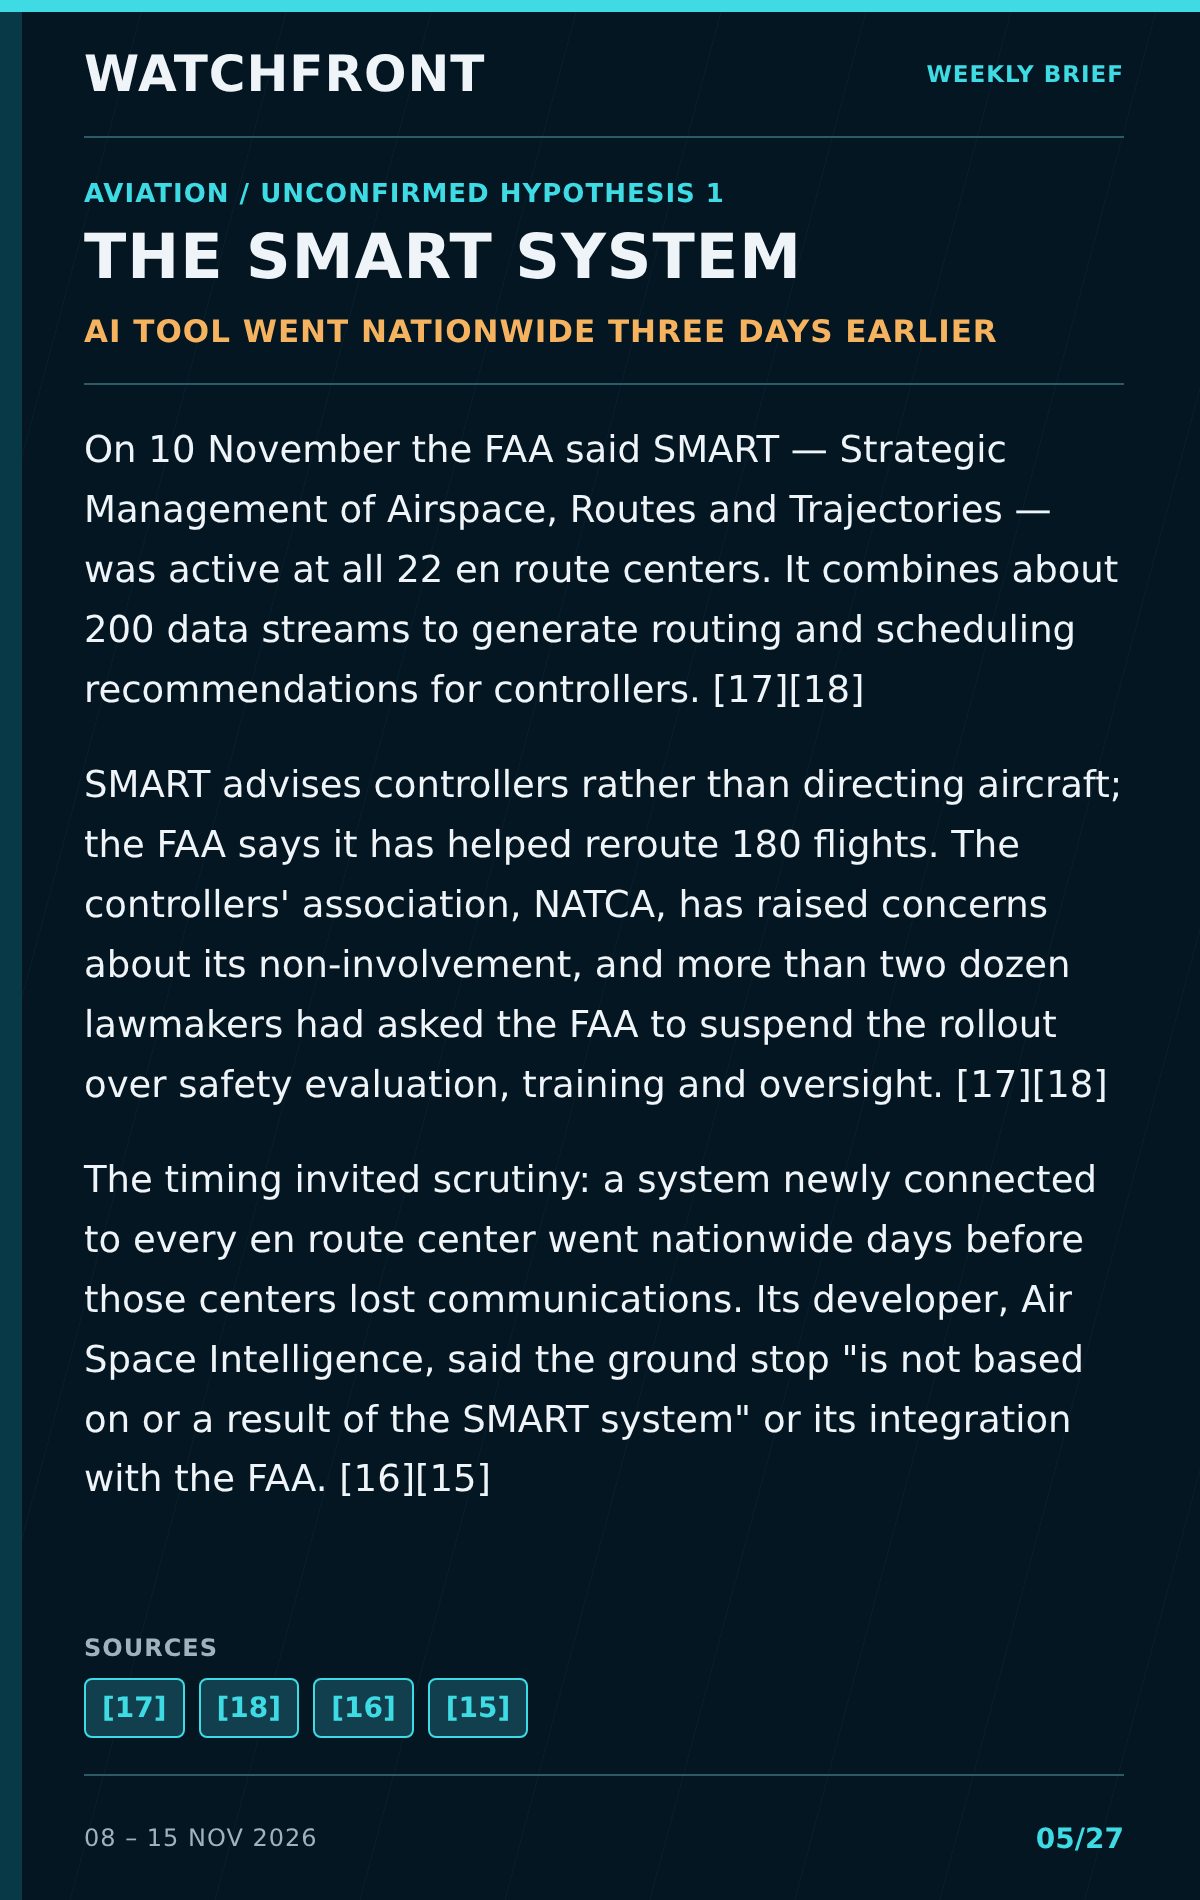 WATCHFRONT
WEEKLY BRIEF
AVIATION / UNCONFIRMED HYPOTHESIS 1
THE SMART SYSTEM
AI TOOL WENT NATIONWIDE THREE DAYS EARLIER
On 10 November the FAA said SMART — Strategic
Management of Airspace, Routes and Trajectories —
was active at all 22 en route centers. It combines about
200 data streams to generate routing and scheduling
recommendations for controllers. [17][18]
SMART advises controllers rather than directing aircraft;
the FAA says it has helped reroute 180 flights. The
controllers' association, NATCA, has raised concerns
about its non-involvement, and more than two dozen
lawmakers had asked the FAA to suspend the rollout
over safety evaluation, training and oversight. [17][18]
The timing invited scrutiny: a system newly connected
to every en route center went nationwide days before
those centers lost communications. Its developer, Air
Space Intelligence, said the ground stop "is not based
on or a result of the SMART system" or its integration
with the FAA. [16][15]
SOURCES
[17] [18] [16] [15]
08 – 15 NOV 2026
05/27